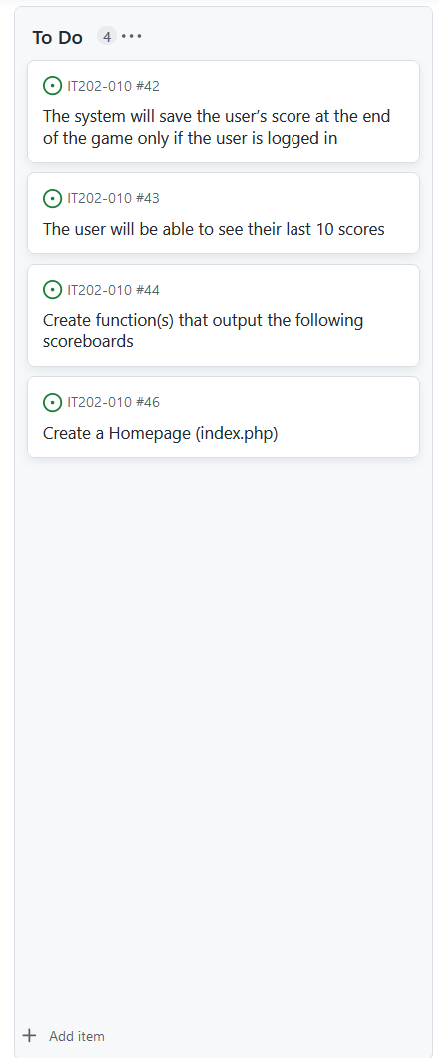 To Do 4 ...
IT202-010 #42
The system will save the user's score at the end
of the game only if the user is logged in
IT202-010 #43
The user will be able to see their last 10 scores
IT202-010 #44
Create function(s) that output the following
scoreboards
IT202-010 #46
Create a Homepage (index.php)
+ Add item